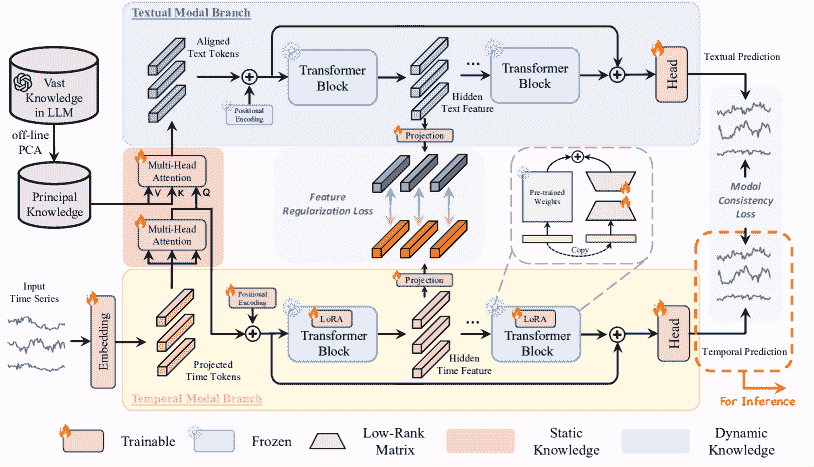 Textual Modal Branch
Vast
Knowledge
in LLM
off-line
PCA
Principal
Knowledge
Aligned
Text Tokens
Positional
Encoding
Transformer
Block
Hidden
Text Feature
...
Transformer
Block
Head
Textual Prediction
Multi-Head
Attention
V K Q
Multi-Head
Attention
Projection
Feature
Regularization Loss
Projection
Pre-trained
Weights
Copy
Modal
Consistency
Loss
Input
Time Series
Embedding
Projected
Time Tokens
Positional
Encoding
LoRA
Transformer
Block
Hidden
Time Feature
...
LoRA
Transformer
Block
Head
Temporal Prediction
For Inference
Temporal Modal Branch
Trainable
Frozen
Low-Rank
Matrix
Static
Knowledge
Dynamic
Knowledge